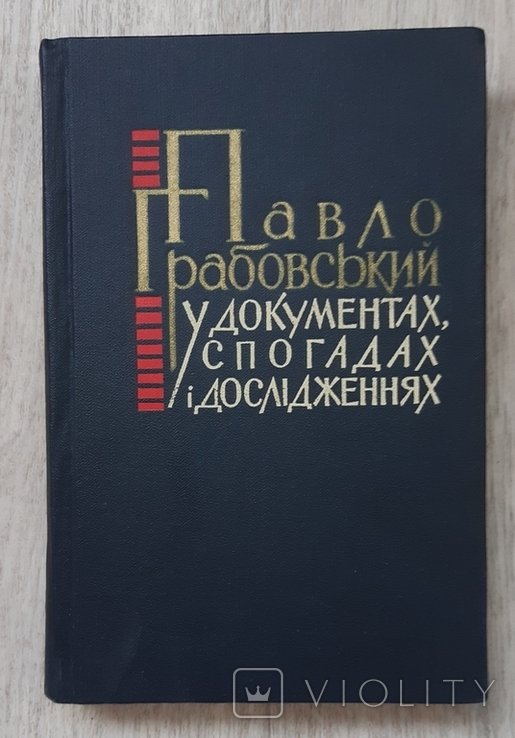 Павло
Грабовський
у документах,
спогадах
і дослідженнях
VIOLITY